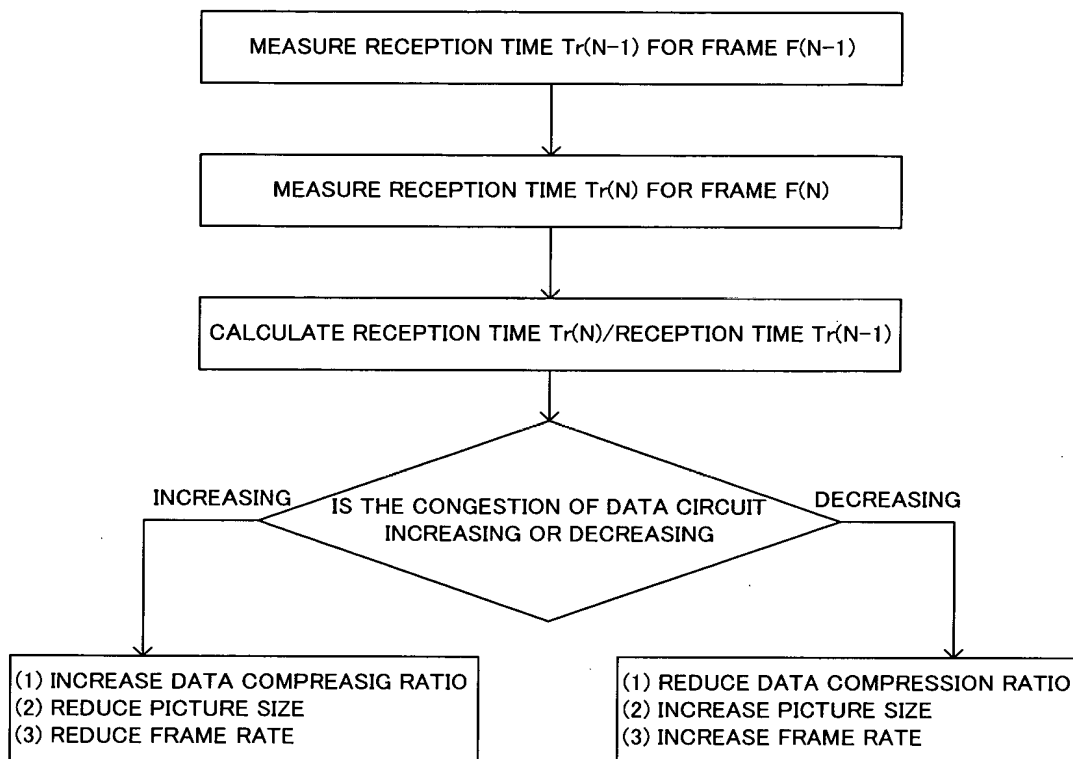 MEASURE RECEPTION TIME Tr(N-1) FOR FRAME F(N-1)
MEASURE RECEPTION TIME Tr(N) FOR FRAME F(N)
CALCULATE RECEPTION TIME Tr(N)/RECEPTION TIME Tr(N-1)
IS THE CONGESTION OF DATA CIRCUIT
INCREASING OR DECREASING
INCREASING
DECREASING
(1) INCREASE DATA COMPREASIG RATIO
(2) REDUCE PICTURE SIZE
(3) REDUCE FRAME RATE
(1) REDUCE DATA COMPRESSION RATIO
(2) INCREASE PICTURE SIZE
(3) INCREASE FRAME RATE